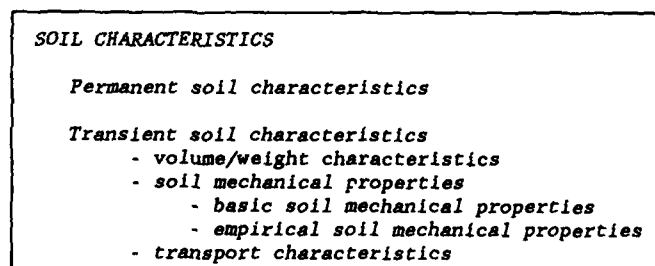 SOIL CHARACTERISTICS
Permanent soil characteristics
Transient soil characteristics
- volume/weight characteristics
- soil mechanical properties
- basic soil mechanical properties
- empirical soil mechanical properties
- transport characteristics